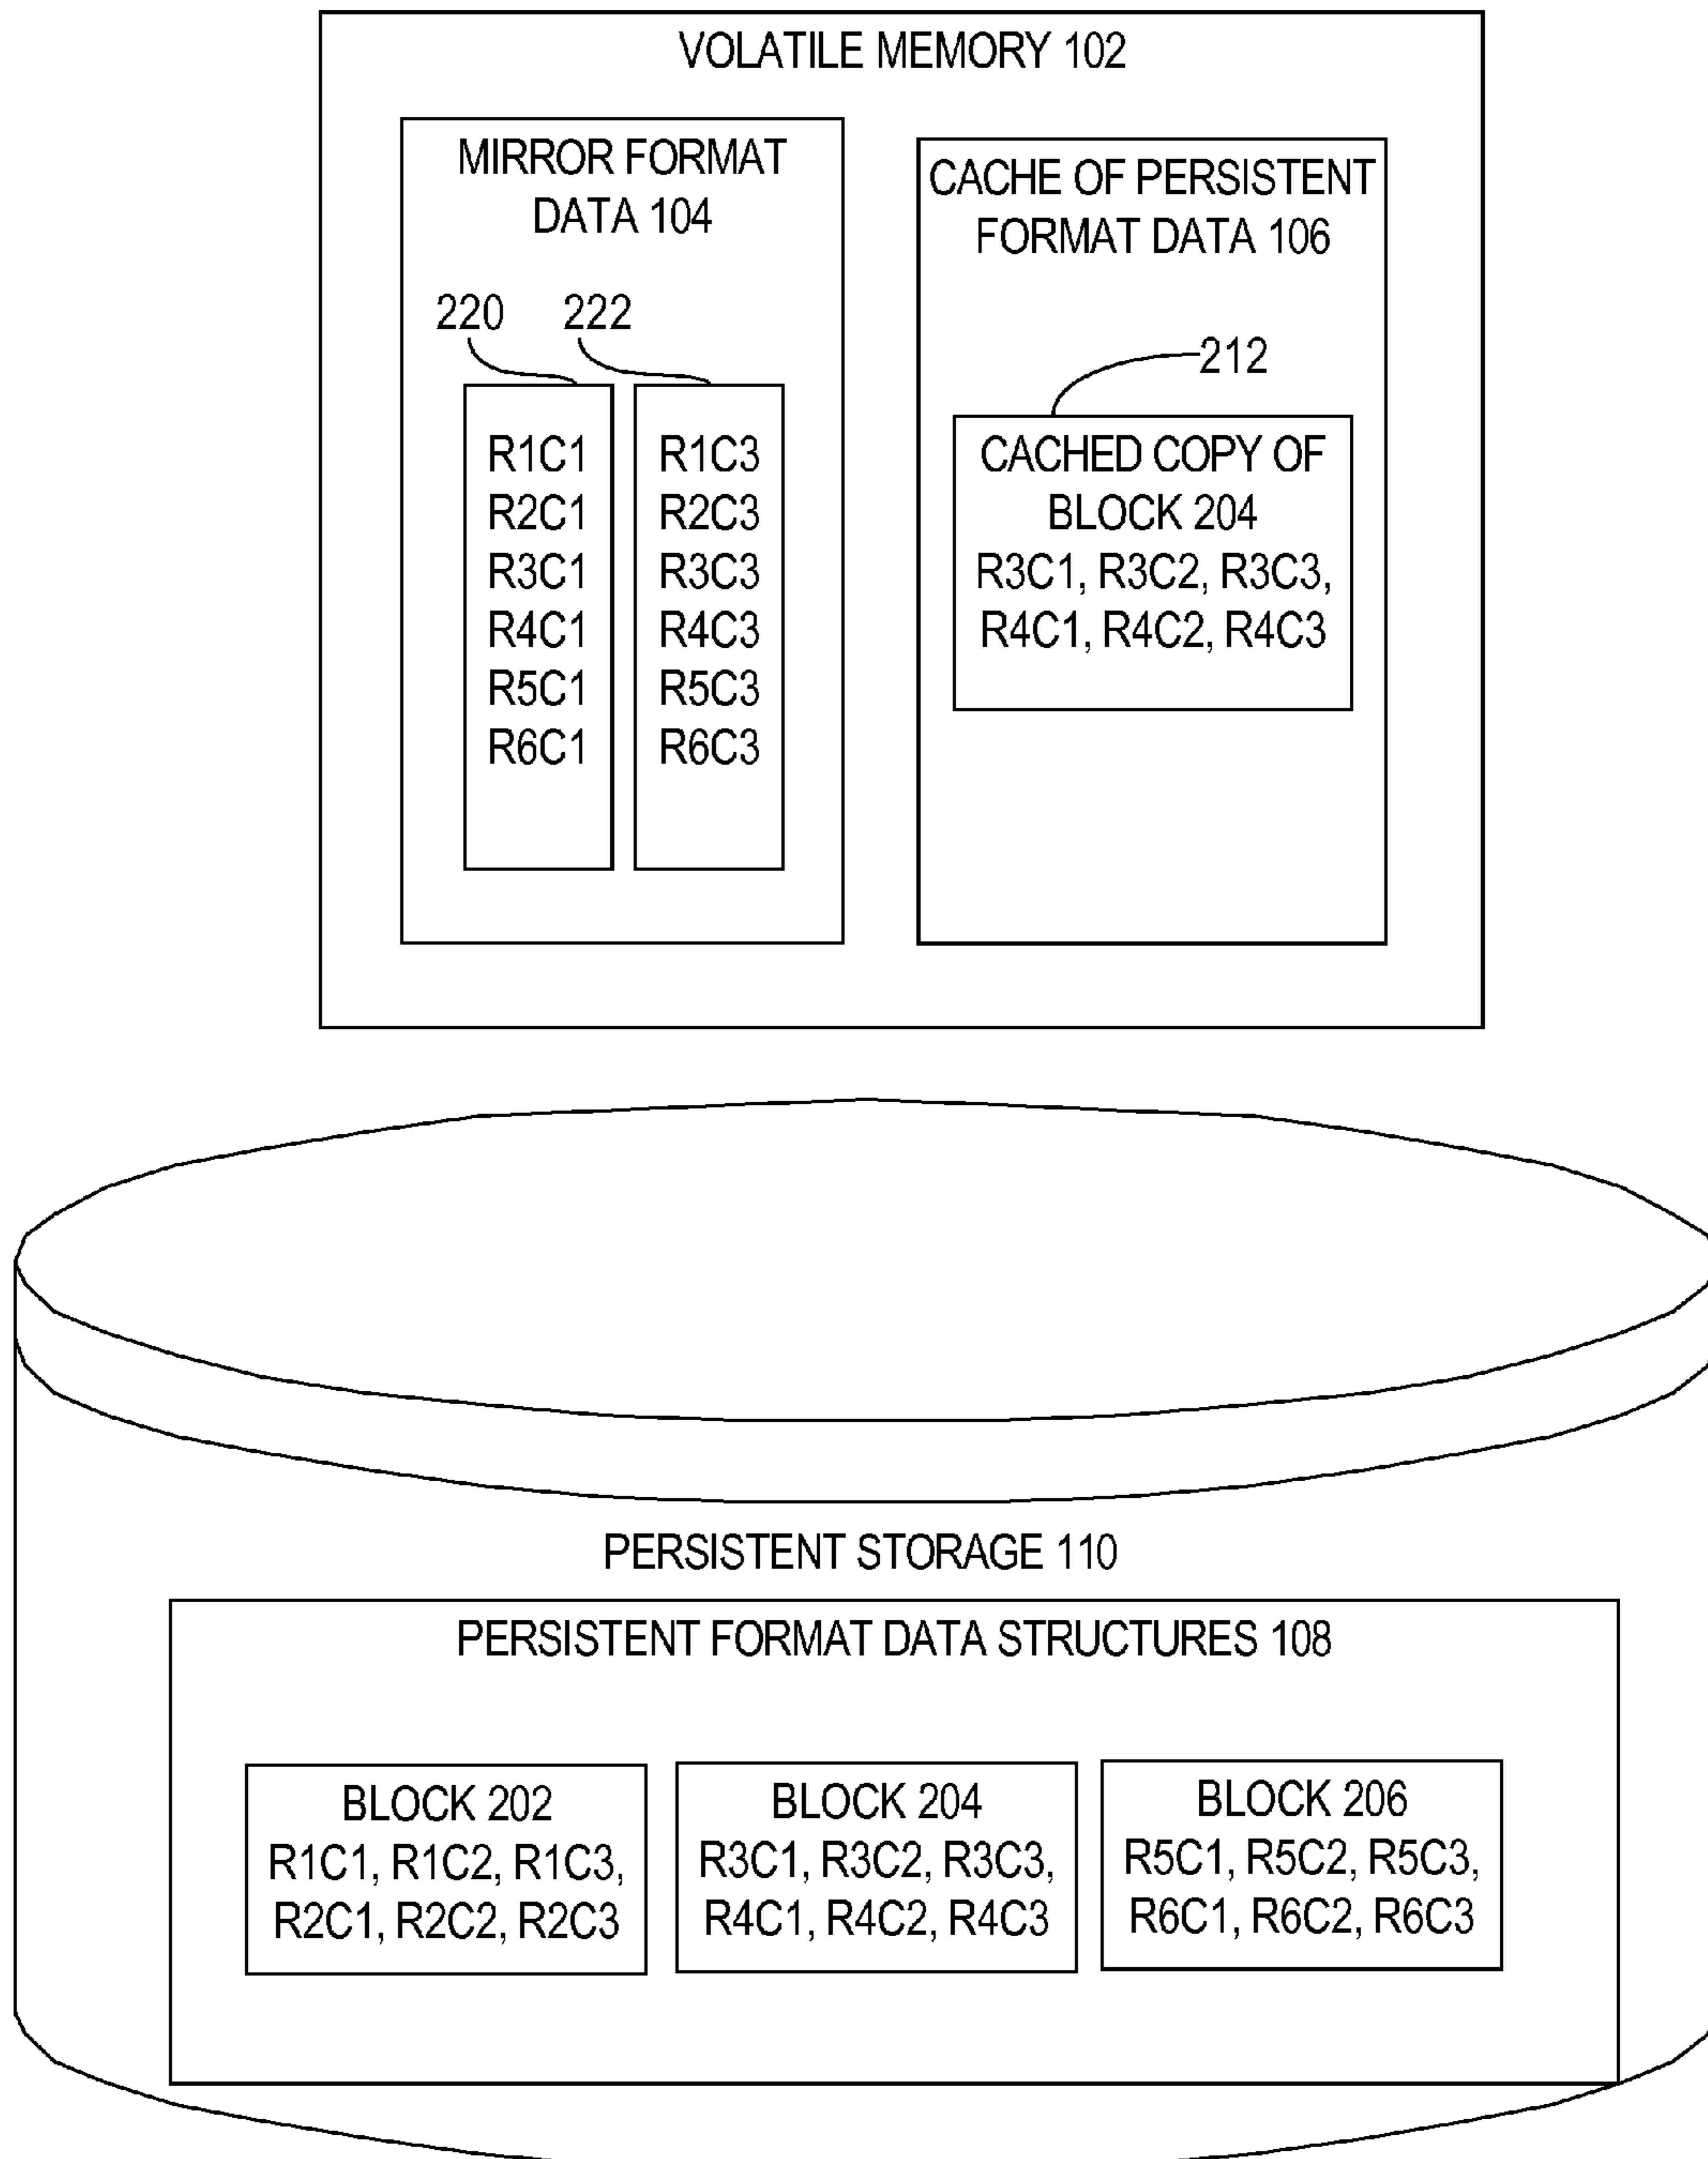 VOLATILE MEMORY 102
MIRROR FORMAT
DATA 104
220
222
R1C1
R2C1
R3C1
R4C1
R5C1
R6C1
R1C3
R2C3
R3C3
R4C3
R5C3
R6C3
CACHE OF PERSISTENT
FORMAT DATA 106
212
CACHED COPY OF
BLOCK 204
R3C1, R3C2, R3C3,
R4C1, R4C2, R4C3
PERSISTENT STORAGE 110
PERSISTENT FORMAT DATA STRUCTURES 108
BLOCK 202
R1C1, R1C2, R1C3,
R2C1, R2C2, R2C3
BLOCK 204
R3C1, R3C2, R3C3,
R4C1, R4C2, R4C3
BLOCK 206
R5C1, R5C2, R5C3,
R6C1, R6C2, R6C3